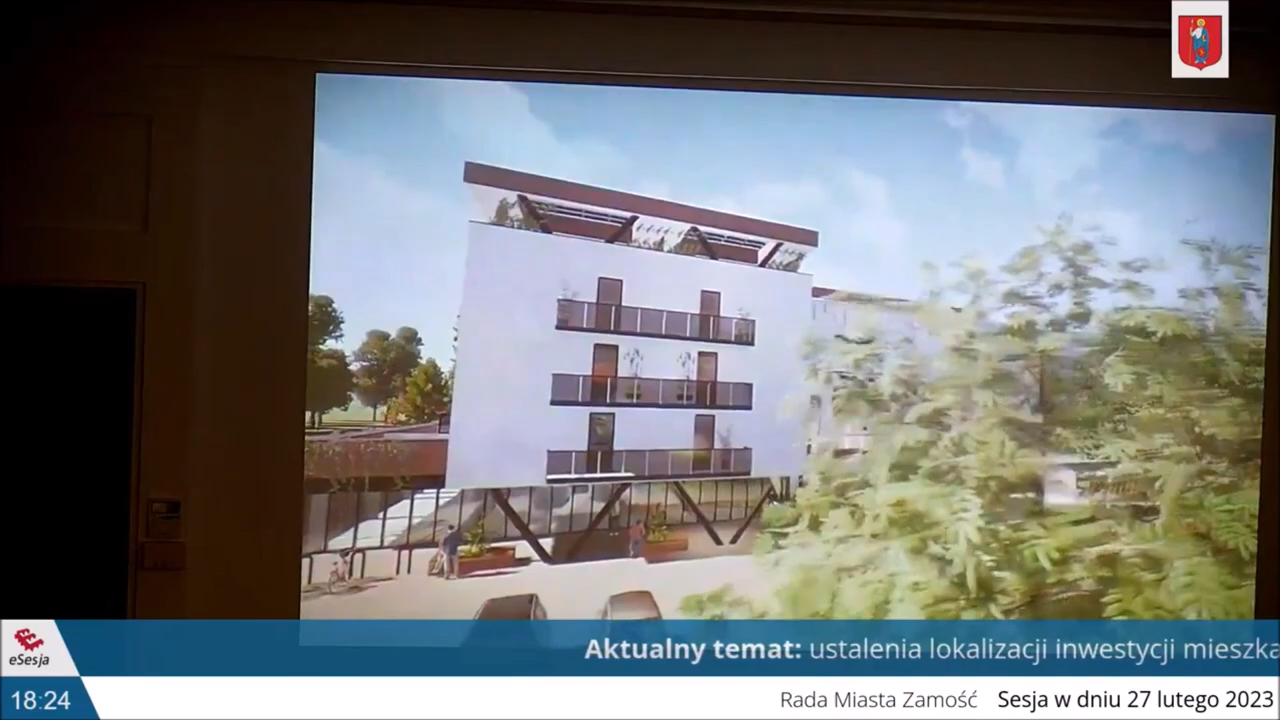 Aktualny temat: ustalenia lokalizacji inwestycji mieszka
eSesja
18:24
Rada Miasta Zamość Sesja w dniu 27 lutego 2023